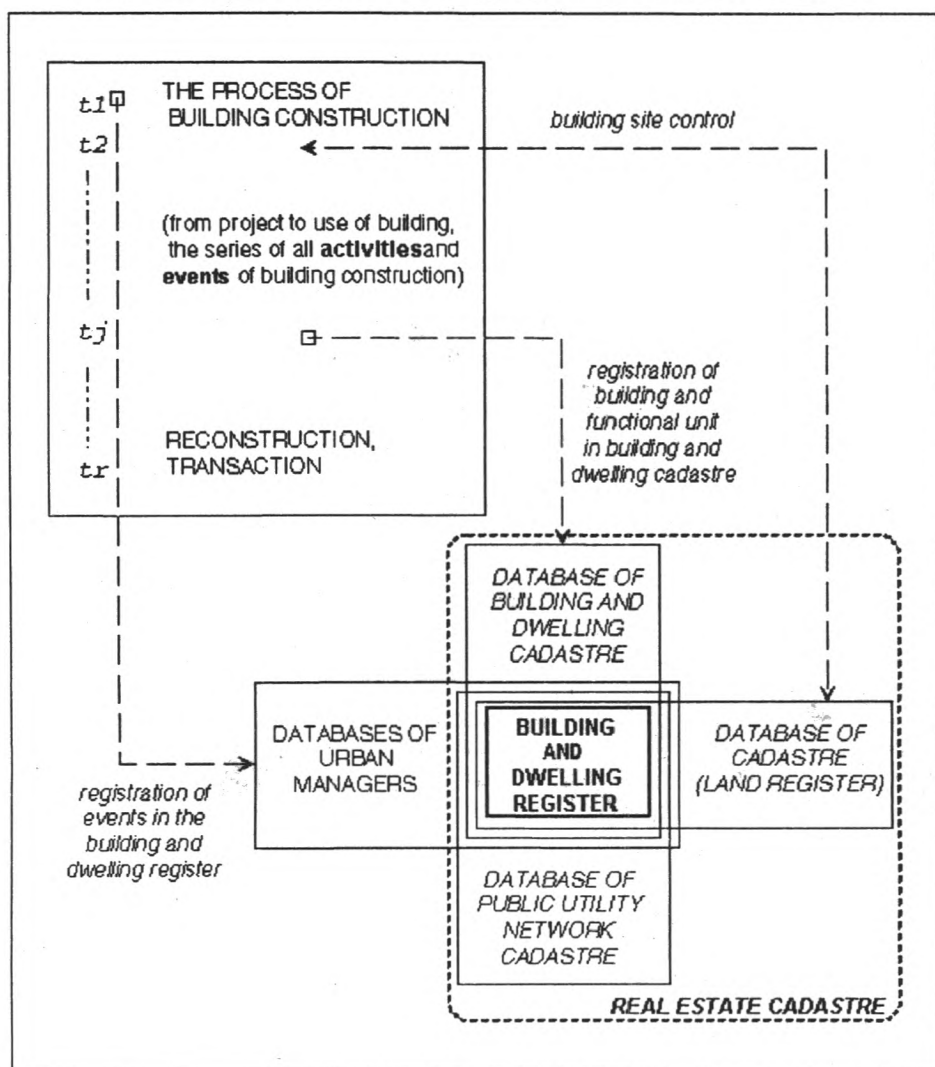 t1
THE PROCESS OF
BUILDING CONSTRUCTION
t2
building site control
(from project to use of building,
the series of all activities and
events of building construction)
tj
registration of
building and
functional unit
in building and
dwelling cadastre
RECONSTRUCTION,
TRANSACTION
tr
DATABASE OF
BUILDING AND
DWELLING
CADASTRE
DATABASES OF
URBAN
MANAGERS
BUILDING
AND
DWELLING
REGISTER
DATABASE OF
CADASTRE
(LAND REGISTER)
registration of
events in the
building and
dwelling register
DATABASE OF
PUBLIC UTILITY
NETWORK
CADASTRE
REAL ESTATE CADASTRE